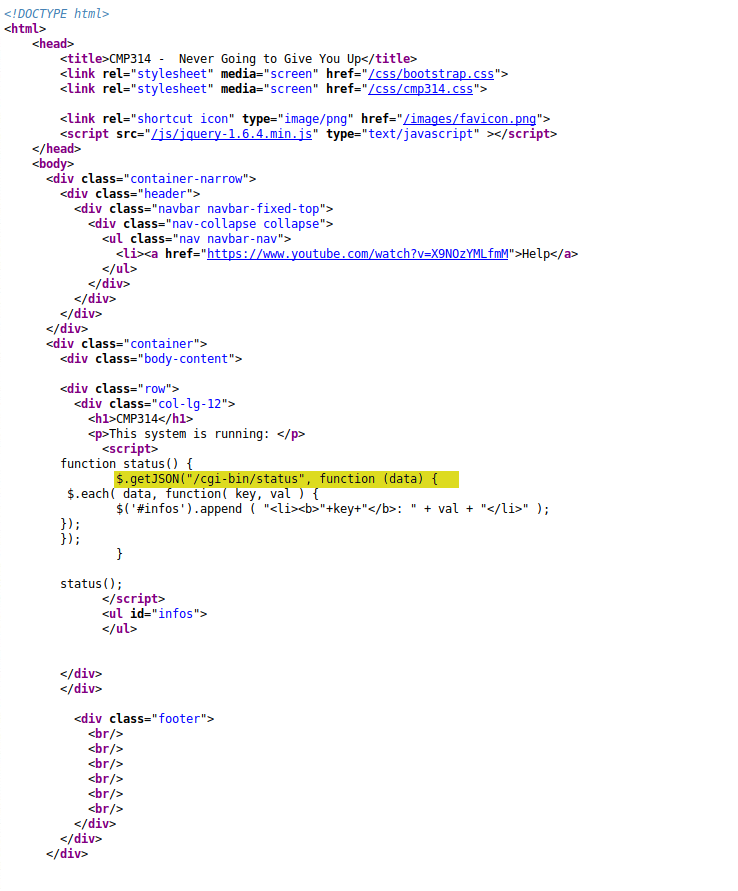 <!DOCTYPE html>
<html>
<head>
<title>CMP314 -  Never Going to Give You Up</title>
<link rel="stylesheet" media="screen" href="/css/bootstrap.css">
<link rel="stylesheet" media="screen" href="/css/cmp314.css">
<link rel="shortcut icon" type="image/png" href="/images/favicon.png">
<script src="/js/jquery-1.6.4.min.js" type="text/javascript" ></script>
</head>
<body>
<div class="container-narrow">
<div class="header">
<div class="navbar navbar-fixed-top">
<div class="nav-collapse collapse">
<ul class="nav navbar-nav">
<li><a href="https://www.youtube.com/watch?v=X9NOzYMLfmM">Help</a>
</ul>
</div>
</div>
</div>
</div>
<div class="container">
<div class="body-content">
<div class="row">
<div class="col-lg-12">
<h1>CMP314</h1>
<p>This system is running: </p>
<script>
function status() {
$.getJSON("/cgi-bin/status", function (data) {
$.each( data, function( key, val ) {
$('#infos').append ( "<li><b>"+key+"</b>: " + val + "</li>" );
});
});
}
status();
</script>
<ul id="infos">
</ul>
</div>
</div>
<div class="footer">
<br/>
<br/>
<br/>
<br/>
<br/>
<br/>
</div>
</div>
</div>